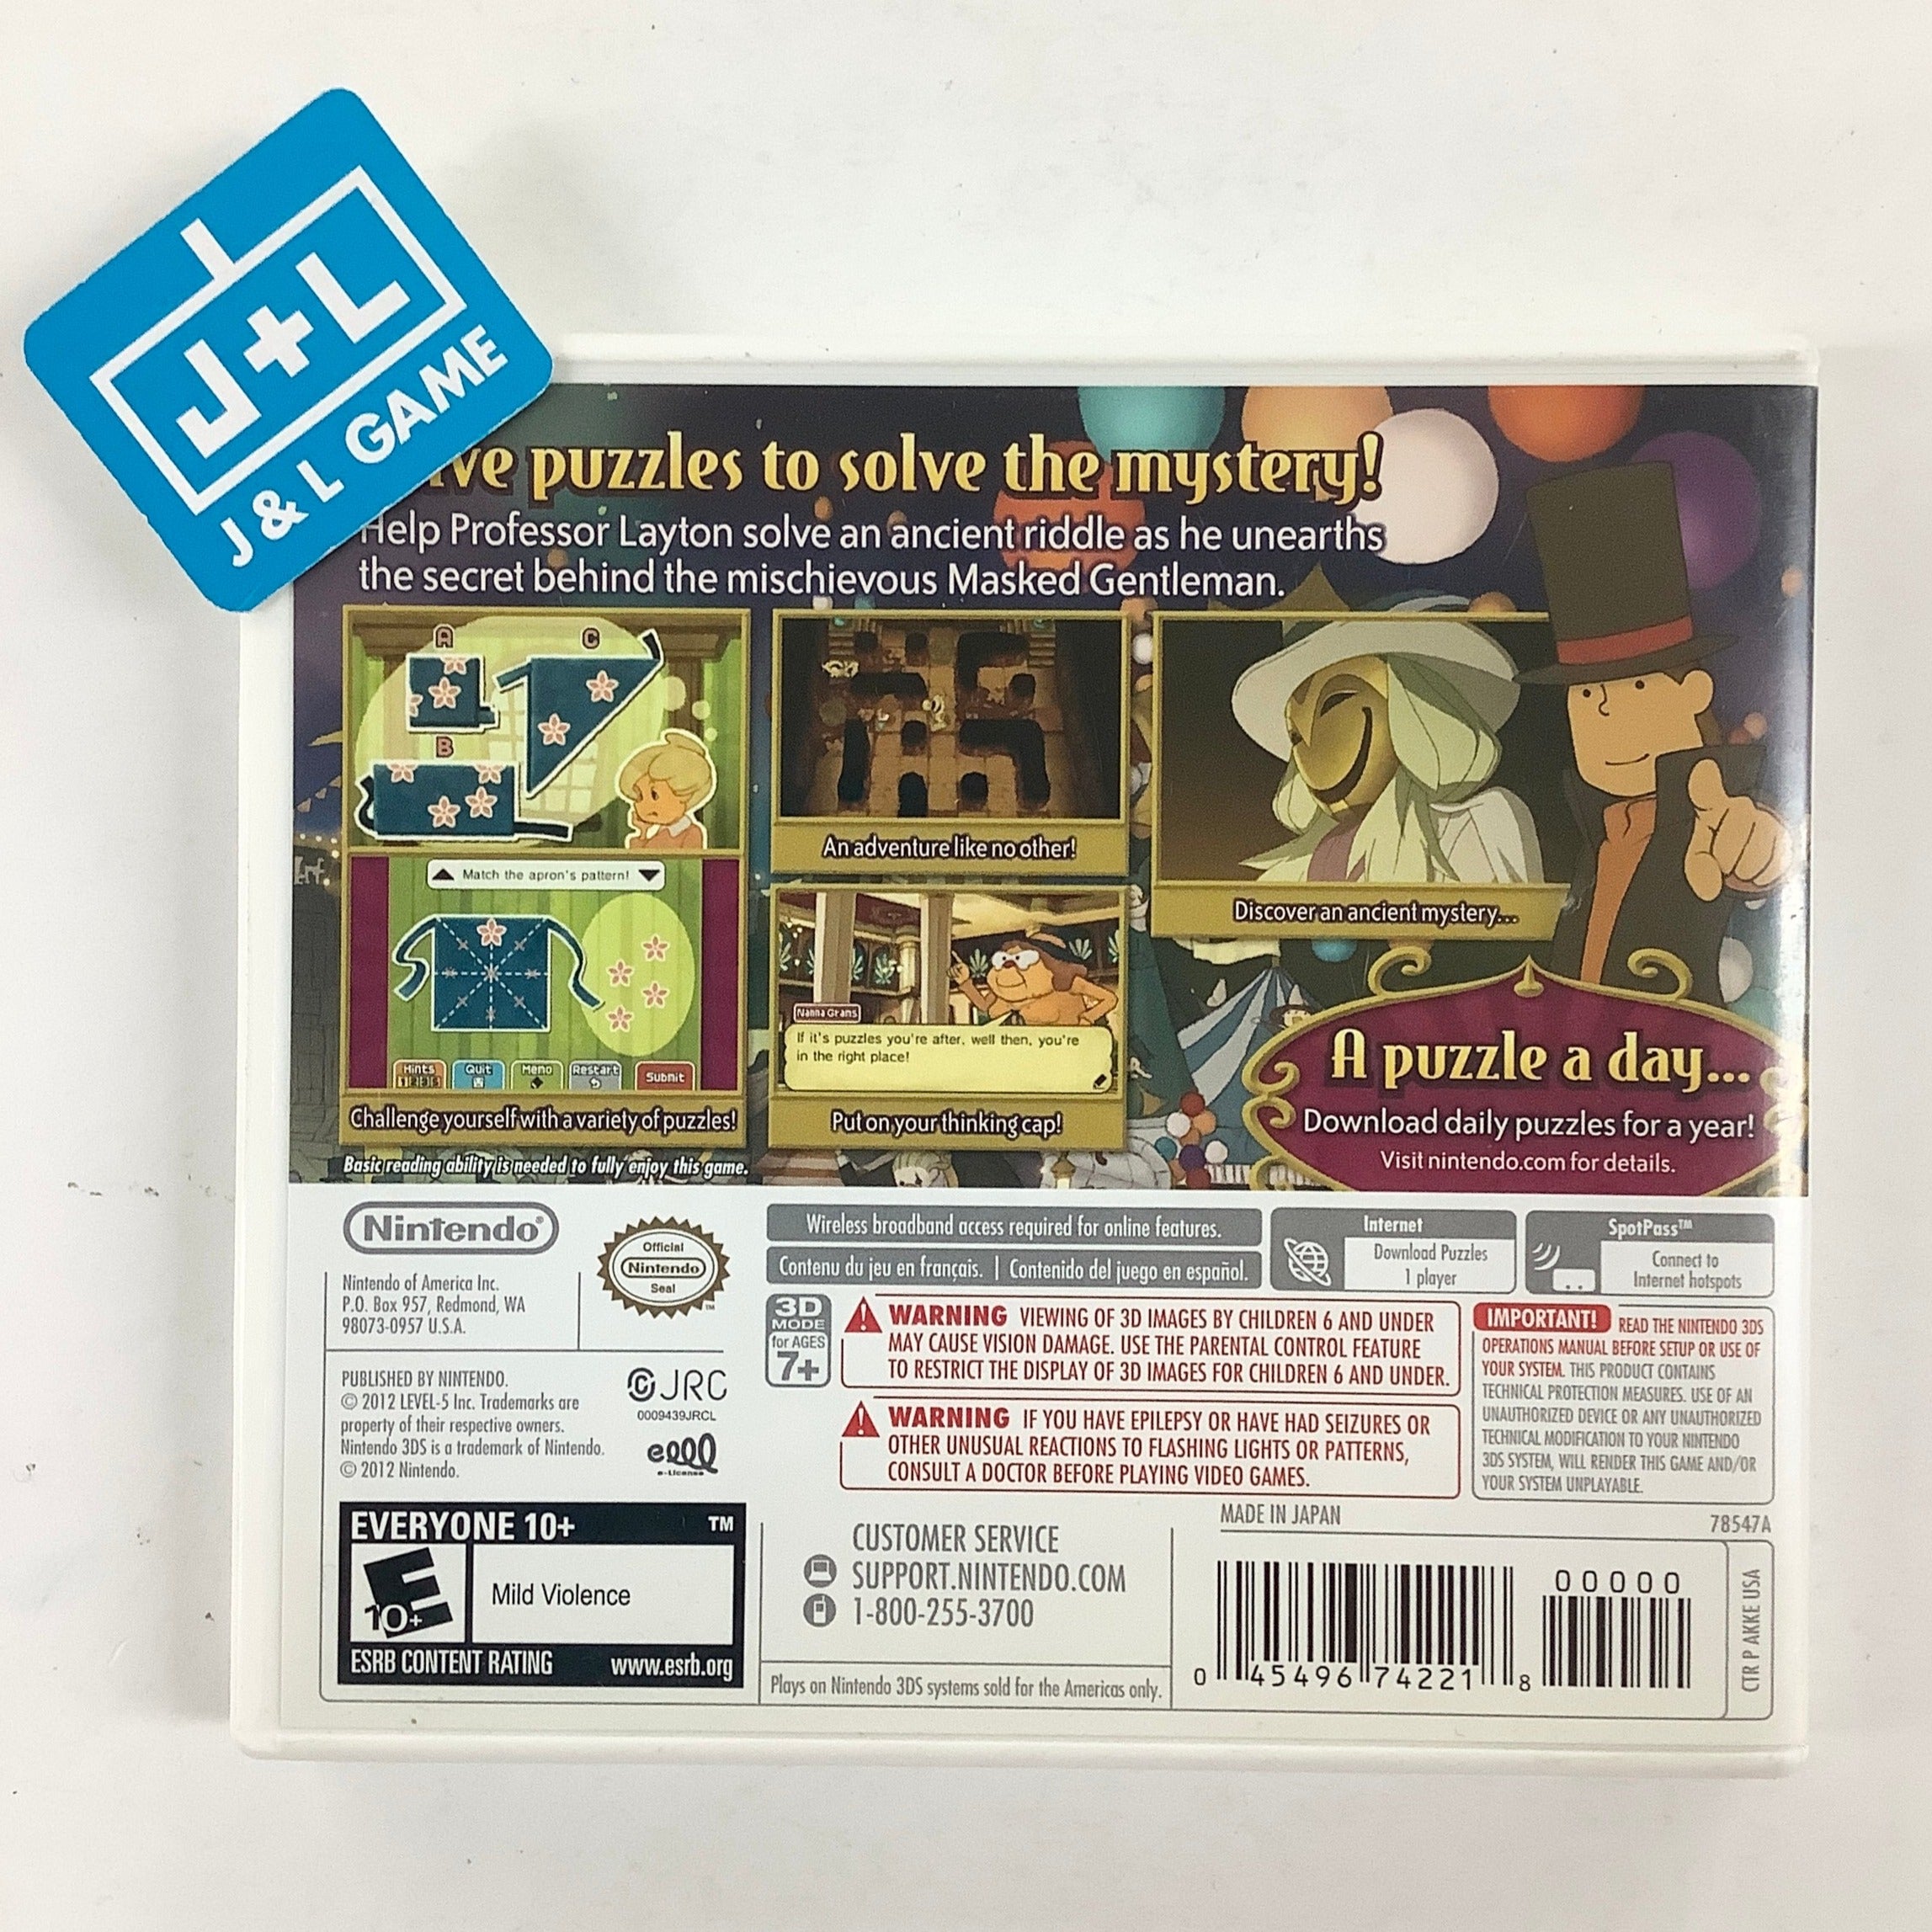 J+L
J & L GAME
puzzles to solve the mystery!
Help Professor Layton solve an ancient riddle as he unearths
the secret behind the mischievous Masked Gentleman.
A
C
B
Match the apron's pattern!
Hints
Quit
Memo
Restart
Submit
Challenge yourself with a variety of puzzles!
Basic reading ability is needed to fully enjoy this game.
An adventure like no other!
Nanna Grams
If it's puzzles you're after, well then, you're
in the right place!
Put on your thinking cap!
Discover an ancient mystery...
A puzzle a day...
Download daily puzzles for a year!
Visit nintendo.com for details.
Nintendo®
Official
Nintendo
Seal
TM
Nintendo of America Inc.
P.O. Box 957, Redmond, WA
98073-0957 U.S.A.
PUBLISHED BY NINTENDO.
© 2012 LEVEL-5 Inc. Trademarks are
property of their respective owners.
Nintendo 3DS is a trademark of Nintendo.
© 2012 Nintendo.
JRC
0009439JRCL
e-License
Wireless broadband access required for online features.
Contenu du jeu en français. | Contenido del juego en español.
Internet
Download Puzzles
1 player
SpotPass™
Connect to
Internet hotspots
3D
MODE
for AGES
7+
WARNING VIEWING OF 3D IMAGES BY CHILDREN 6 AND UNDER
MAY CAUSE VISION DAMAGE. USE THE PARENTAL CONTROL FEATURE
TO RESTRICT THE DISPLAY OF 3D IMAGES FOR CHILDREN 6 AND UNDER.
WARNING IF YOU HAVE EPILEPSY OR HAVE HAD SEIZURES OR
OTHER UNUSUAL REACTIONS TO FLASHING LIGHTS OR PATTERNS,
CONSULT A DOCTOR BEFORE PLAYING VIDEO GAMES.
IMPORTANT! READ THE NINTENDO 3DS
OPERATIONS MANUAL BEFORE SETUP OR USE OF
YOUR SYSTEM. THIS PRODUCT CONTAINS
TECHNICAL PROTECTION MEASURES. USE OF AN
UNAUTHORIZED DEVICE OR ANY UNAUTHORIZED
TECHNICAL MODIFICATION TO YOUR NINTENDO
3DS SYSTEM, WILL RENDER THIS GAME AND/OR
YOUR SYSTEM UNPLAYABLE.
EVERYONE 10+ TM
E
10+
Mild Violence
ESRB CONTENT RATING www.esrb.org
CUSTOMER SERVICE
SUPPORT.NINTENDO.COM
1-800-255-3700
Plays on Nintendo 3DS systems sold for the Americas only.
MADE IN JAPAN
78547A
00000
0 45496 74221 8
CTR P AKKE USA